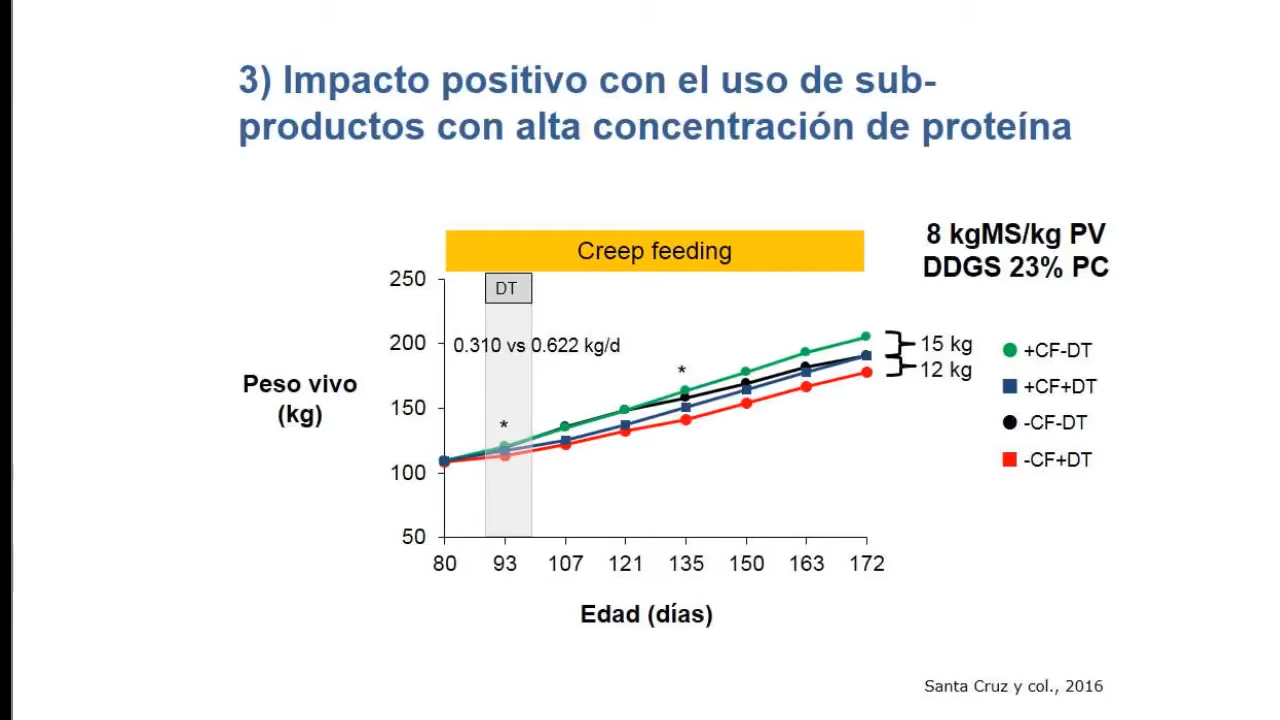 3) Impacto positivo con el uso de sub-
productos con alta concentración de proteína
8 kgMS/kg PV
DDGS 23% PC
Creep feeding
DT
0.310 vs 0.622 kg/d
*
*
250
200
150
100
50
Peso vivo
(kg)
80 93 107 121 135 150 163 172
Edad (días)
15 kg
12 kg
+CF-DT
+CF+DT
-CF-DT
-CF+DT
Santa Cruz y col., 2016